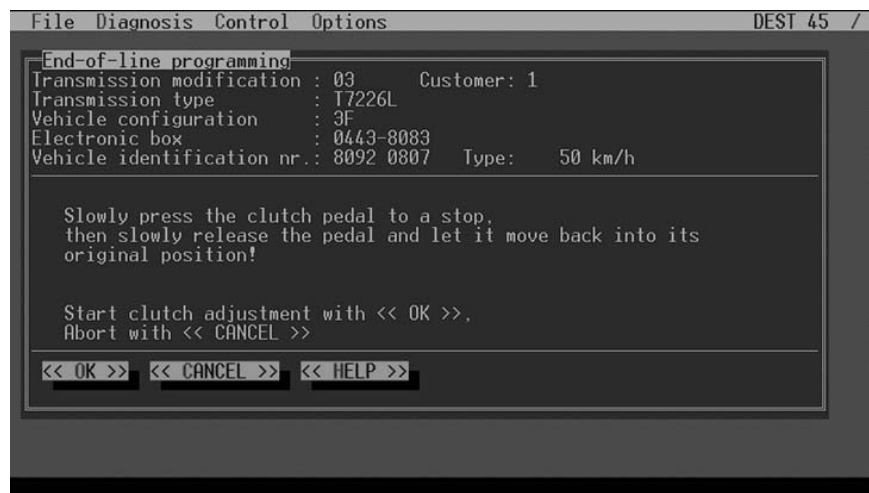 File  Diagnosis  Control  Options  DEST 45  /
End-of-line programming
Transmission modification : 03  Customer: 1
Transmission type : T7226L
Vehicle configuration : 3F
Electronic box : 0443-8083
Vehicle identification nr.: 8092 0807  Type:  50 km/h
Slowly press the clutch pedal to a stop,
then slowly release the pedal and let it move back into its
original position!
Start clutch adjustment with << OK >>,
Abort with << CANCEL >>
<< OK >>  << CANCEL >>  << HELP >>